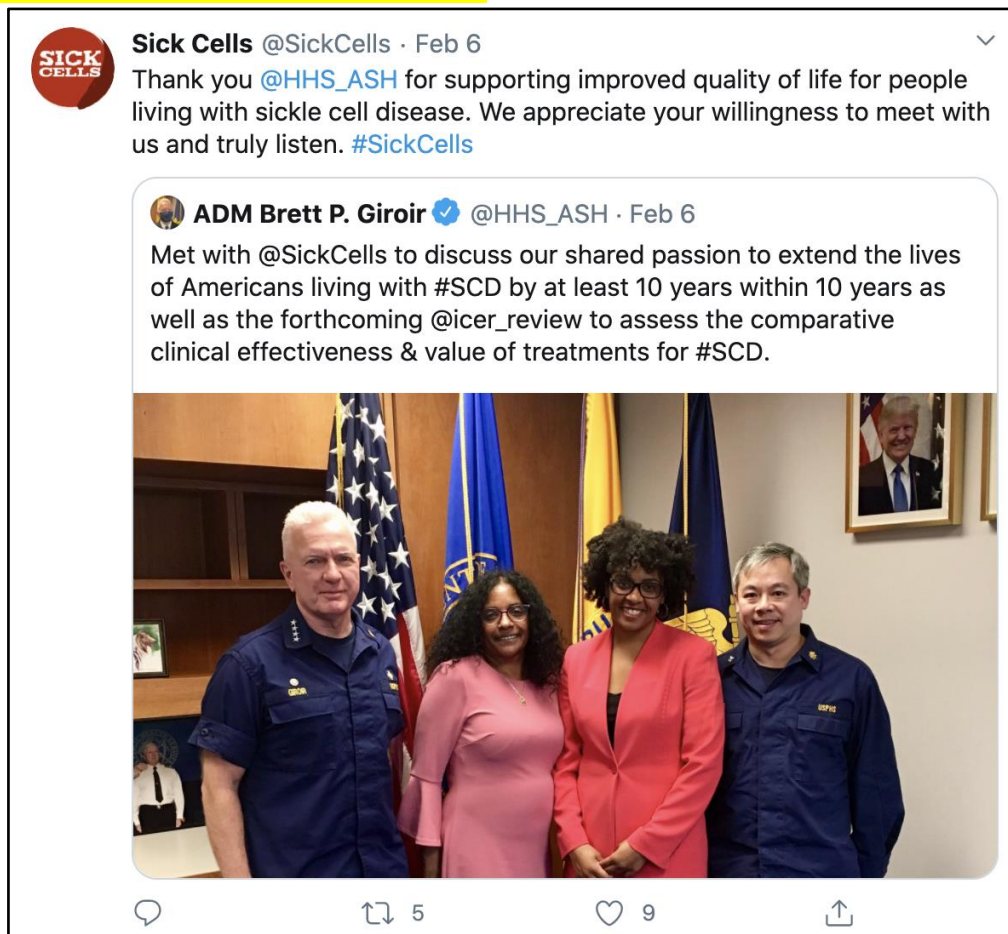 SICK
CELLS
Sick Cells @SickCells · Feb 6
Thank you @HHS_ASH for supporting improved quality of life for people
living with sickle cell disease. We appreciate your willingness to meet with
us and truly listen. #SickCells
ADM Brett P. Giroir @HHS_ASH · Feb 6
Met with @SickCells to discuss our shared passion to extend the lives
of Americans living with #SCD by at least 10 years within 10 years as
well as the forthcoming @icer_review to assess the comparative
clinical effectiveness & value of treatments for #SCD.
GIROIR
USPHS
5
9